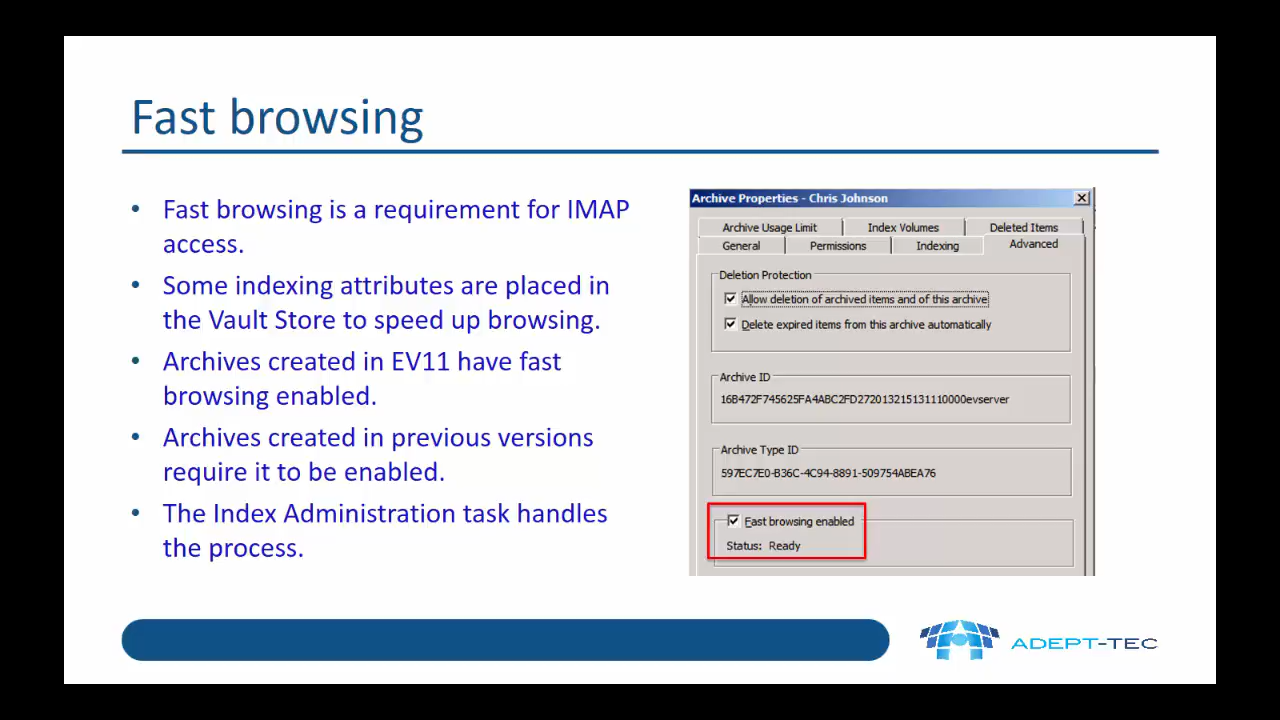 Fast browsing
• Fast browsing is a requirement for IMAP
access.
• Some indexing attributes are placed in
the Vault Store to speed up browsing.
• Archives created in EV11 have fast
browsing enabled.
• Archives created in previous versions
require it to be enabled.
• The Index Administration task handles
the process.
Archive Properties - Chris Johnson
Archive Usage Limit Index Volumes Deleted Items
General Permissions Indexing Advanced
Deletion Protection
Allow deletion of archived items and of this archive
Delete expired items from this archive automatically
Archive ID
16B472F745625FA4ABC2FD272013215131110000evserver
Archive Type ID
597EC7E0-B36C-4C94-8891-509754ABEA76
Fast browsing enabled
Status: Ready
ADEPT-TEC